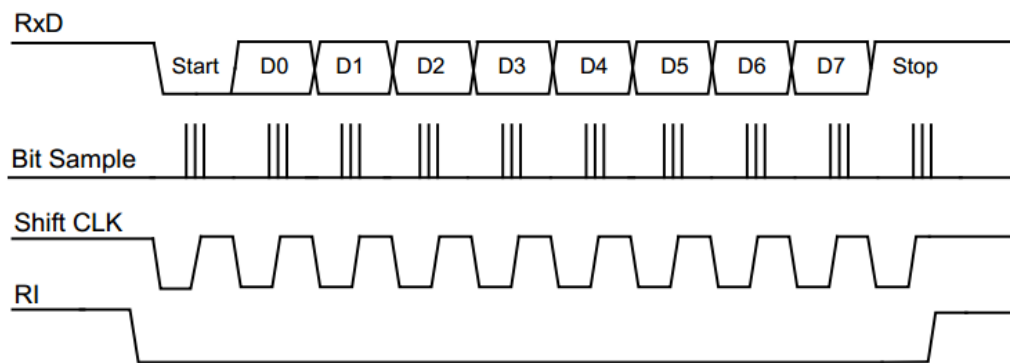 RxD
Start D0 D1 D2 D3 D4 D5 D6 D7 Stop
Bit Sample
Shift CLK
RI